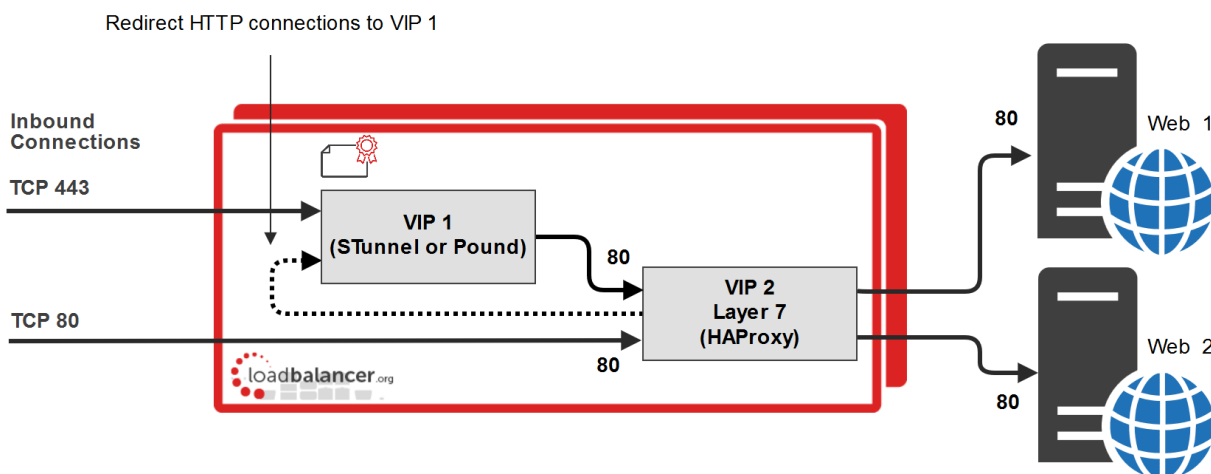 Redirect HTTP connections to VIP 1
Inbound
Connections
TCP 443
VIP 1
(STunnel or Pound)
80
VIP 2
Layer 7
(HAProxy)
TCP 80
80
loadbalancer.org
80
Web 1
Web 2
80